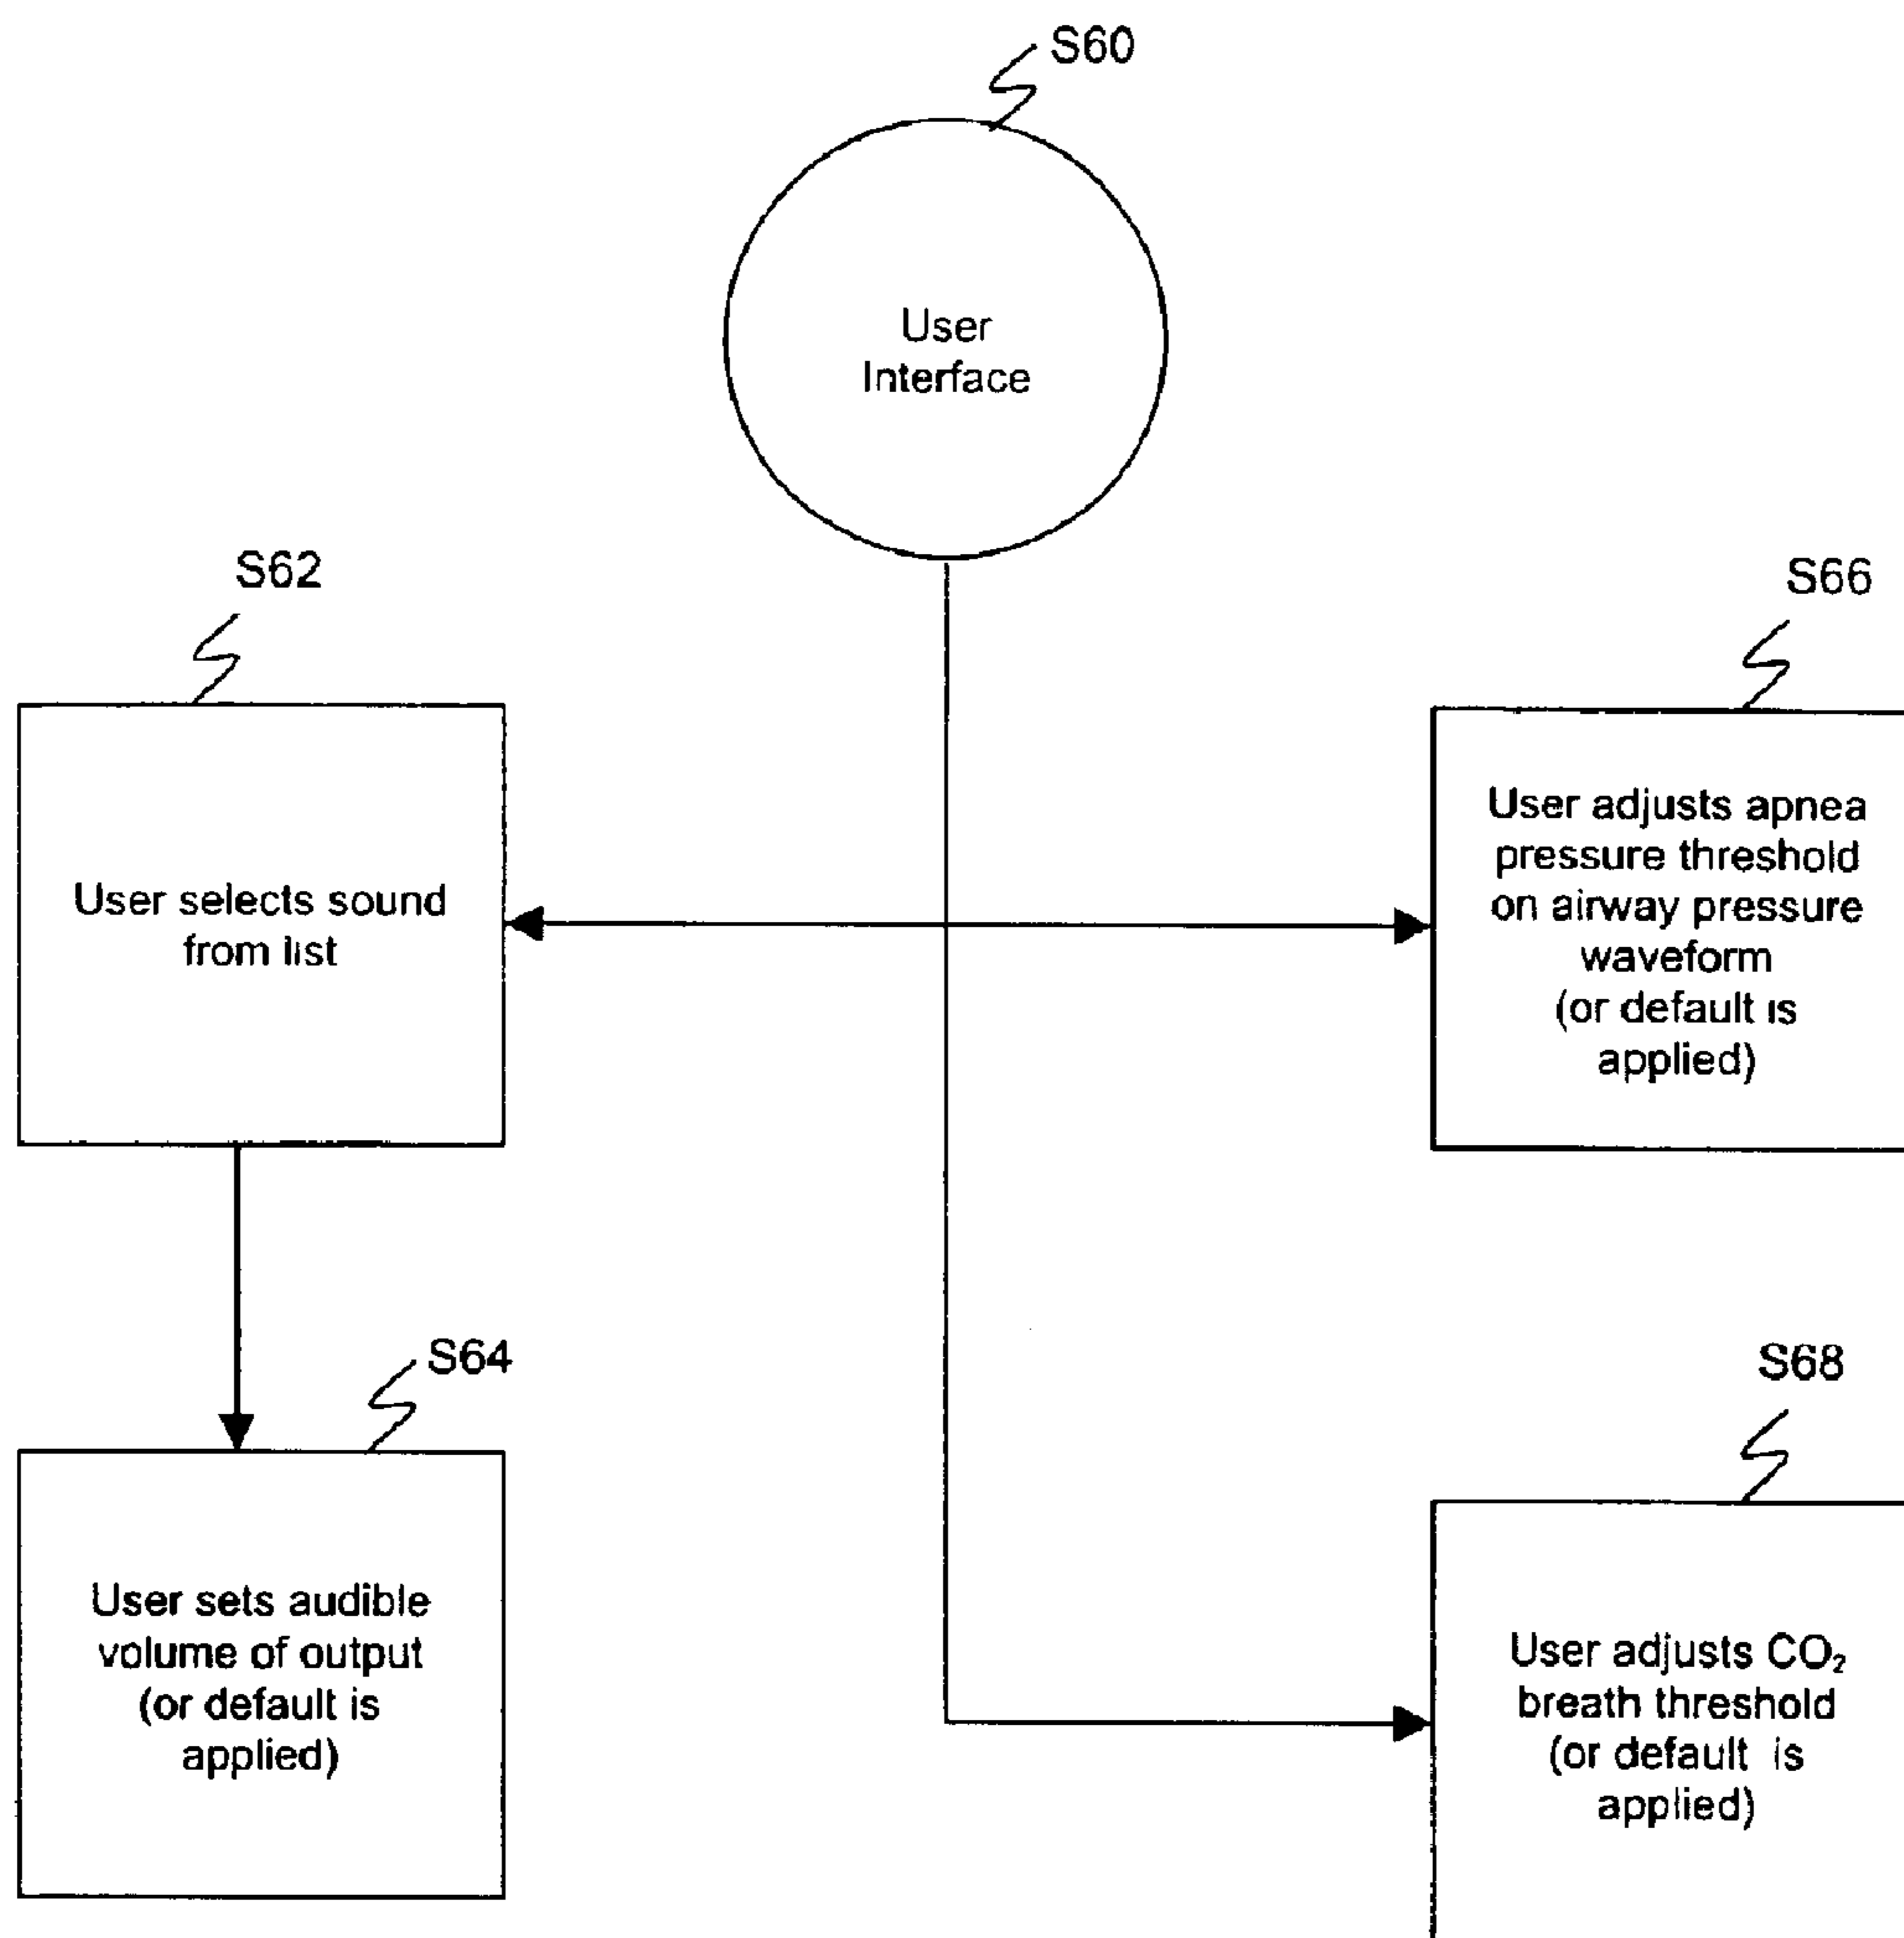 S60
User
Interface
S62
User selects sound
from list
S66
User adjusts apnea
pressure threshold
on airway pressure
waveform
(or default is
applied)
S64
User sets audible
volume of output
(or default is
applied)
S68
User adjusts CO₂
breath threshold
(or default is
applied)